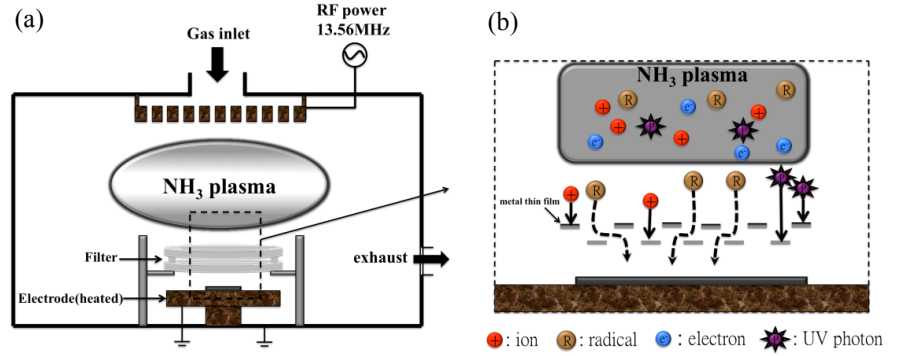 (a)
RF power
13.56MHz
Gas inlet
NH₃ plasma
Filter
exhaust
Electrode(heated)
(b)
NH₃ plasma
R
R
R
+
e⁻
+
+
P
+
P
e⁻
e⁻
e⁻
P
P
+
R
+
R
R
metal thin film
+ : ion R : radical e⁻ : electron P : UV photon